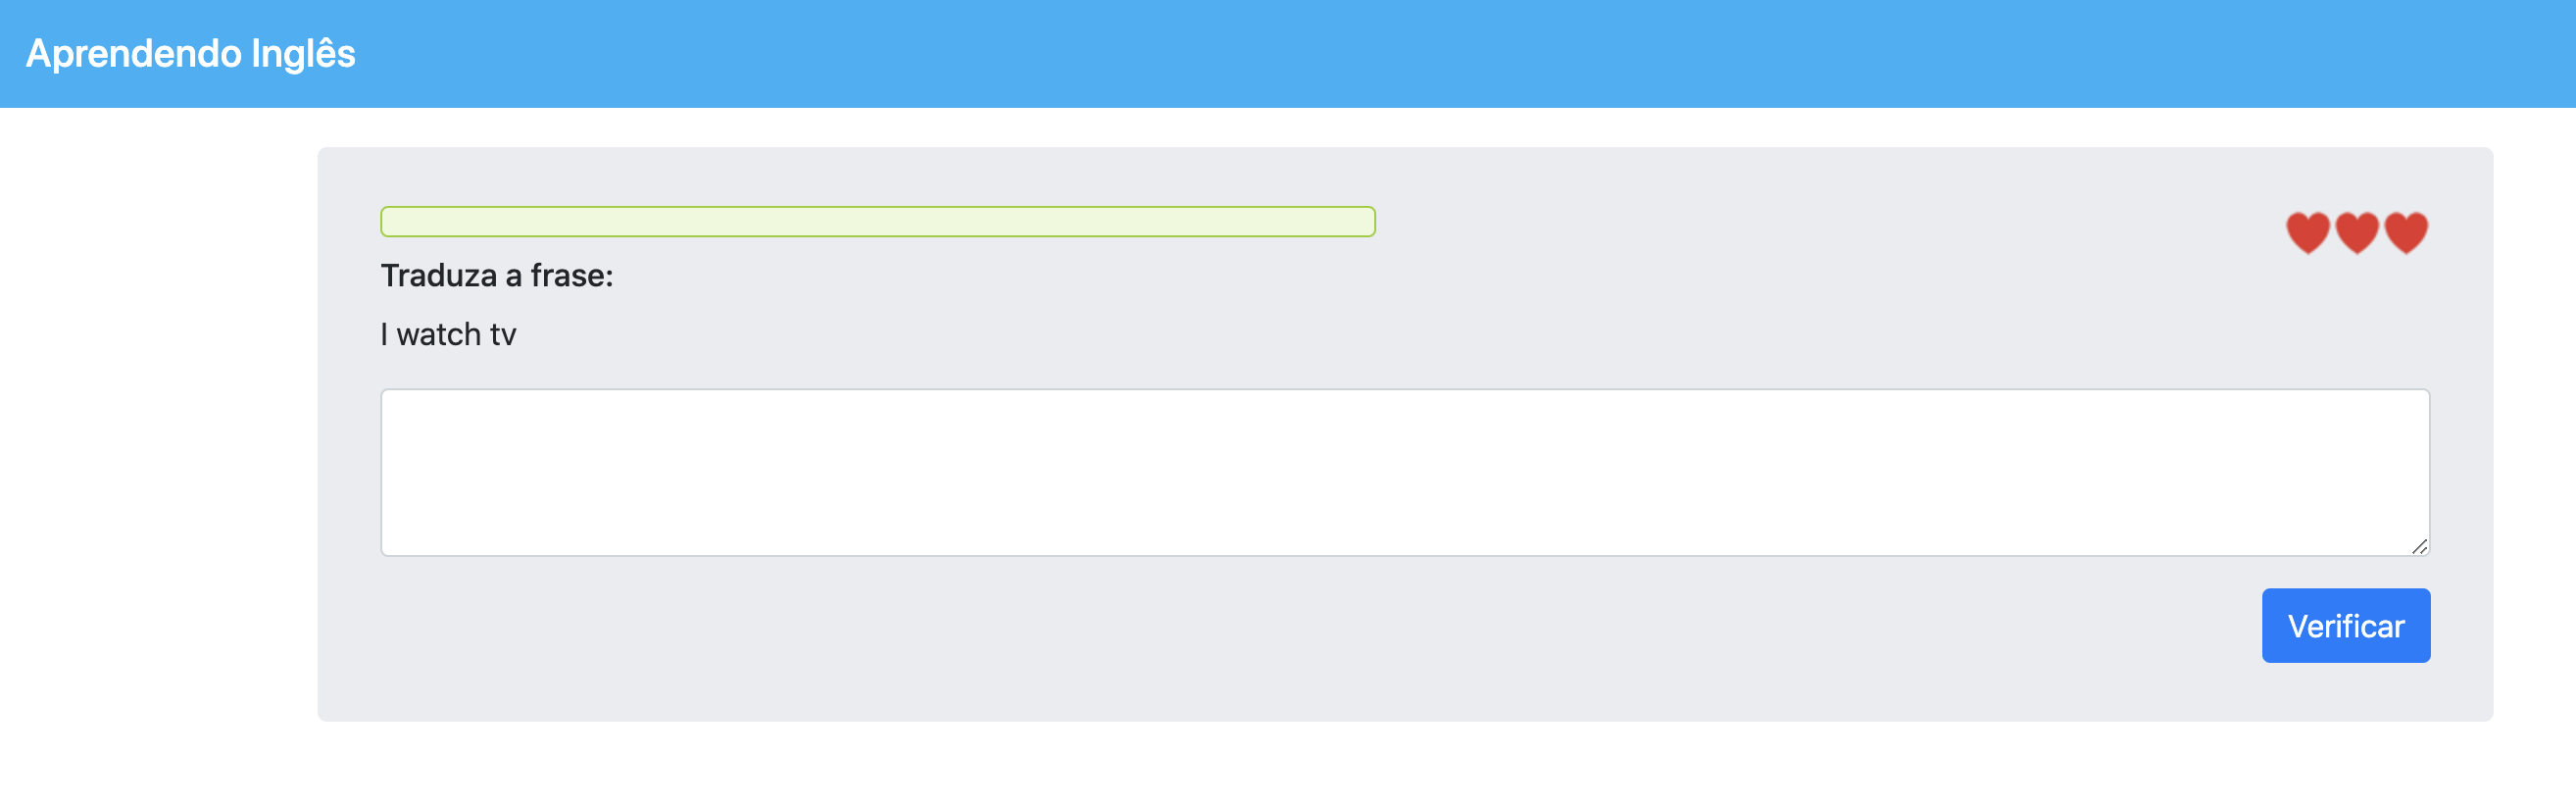 Aprendendo Inglês
Traduza a frase:
I watch tv
Verificar